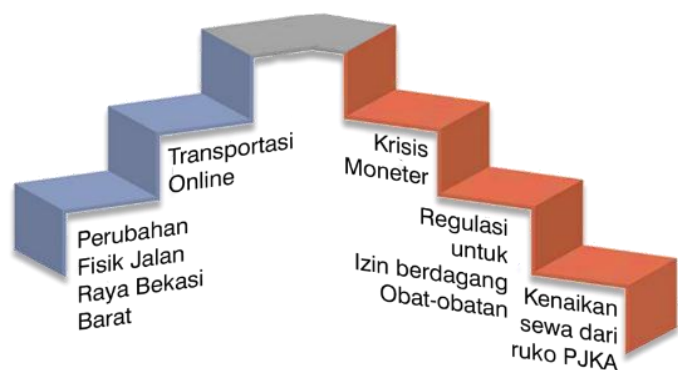 Transportasi
Online
Perubahan
Fisik Jalan
Raya Bekasi
Barat
Krisis
Moneter
Regulasi
untuk
Izin berdagang
Obat-obatan
Kenaikan
sewa dari
ruko PJKA